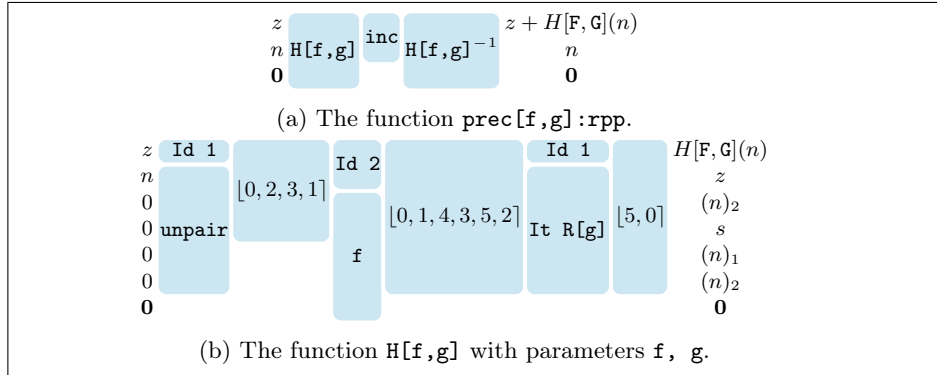 z z + H[F, G](n)
n H[f,g] inc H[f,g]⁻¹ n
0 0
(a) The function prec[f,g]:rpp.
z Id 1 Id 2 Id 1 H[F, G](n)
n z
0 ⌊0, 2, 3, 1⌉ ⌊0, 1, 4, 3, 5, 2⌉ ⌊5, 0⌉ (n)₂
0 unpair It R[g] s
0 f (n)₁
0 (n)₂
0 0
(b) The function H[f,g] with parameters f, g.